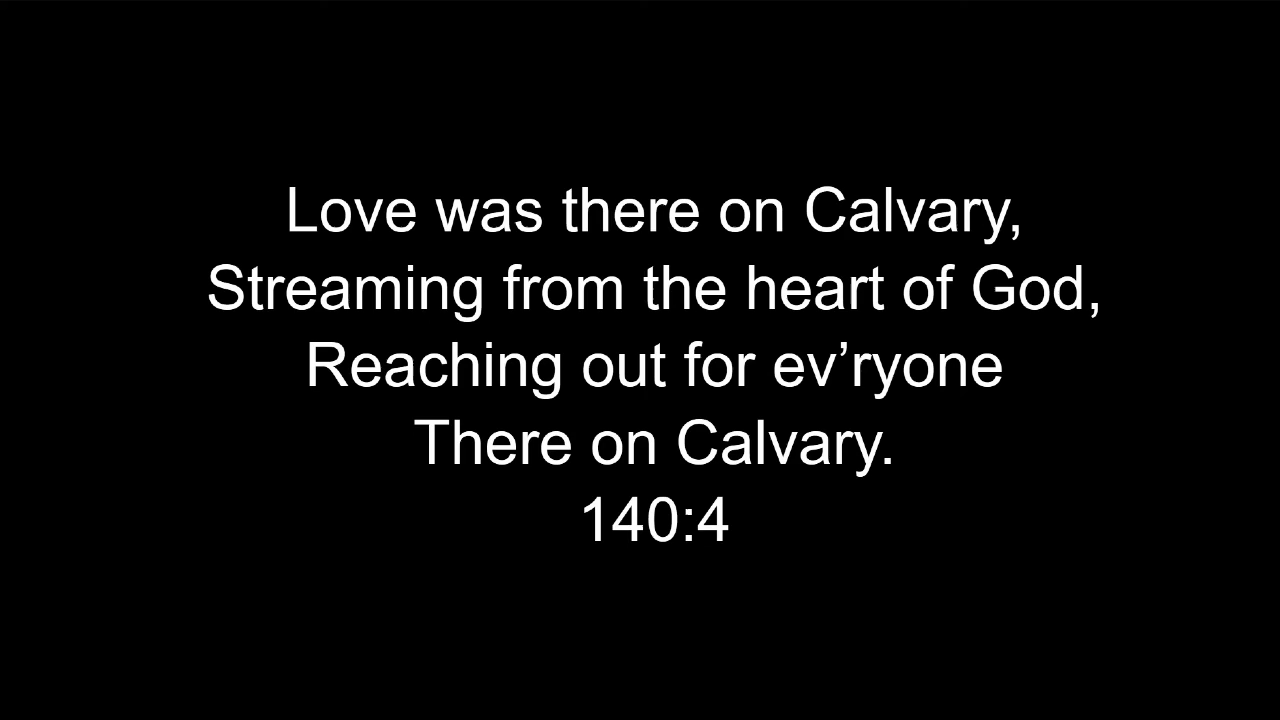 Love was there on Calvary,
Streaming from the heart of God,
Reaching out for ev’ryone
There on Calvary.
140:4